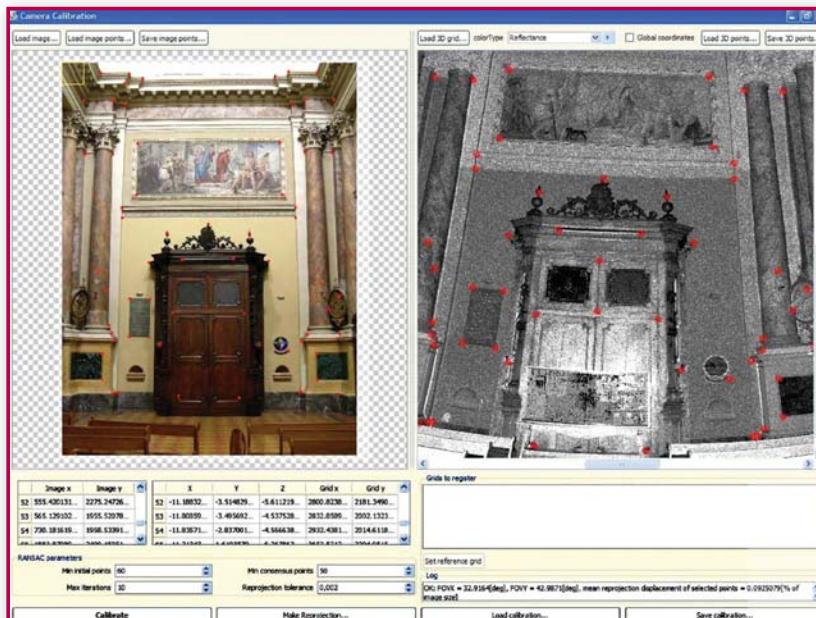 Camera Calibration
Load image... Load image points... Save image points...
Load 3D grid... colorType Reflectance Global coordinates Load 3D points... Save 3D points...
Image x Image y
52 555.420131... 2275.24726...
53 565.129102... 1955.52078...
54 730.181619... 1998.53391...
X Y Z Grid x Grid y
52 -11.18832... -3.514829... -5.611219... 2800.8238... 2181.3490...
53 -11.80859... -3.495692... -4.537528... 2832.8589... 2002.1323...
54 -11.83571... -2.837001... -4.566638... 2932.4381... 2014.6118...
Grids to register
Set reference grid
RANSAC parameters
Min initial points 60 Min consensus points 50
Max iterations 10 Reprojection tolerance 0,002
Log
OK: FOVX = 32.9164[deg], FOVY = 42.9871[deg], mean reprojection displacement of selected points = 0.0925079[% of
image size]
Calibrate Make Reprojection... Load calibration... Save calibration...